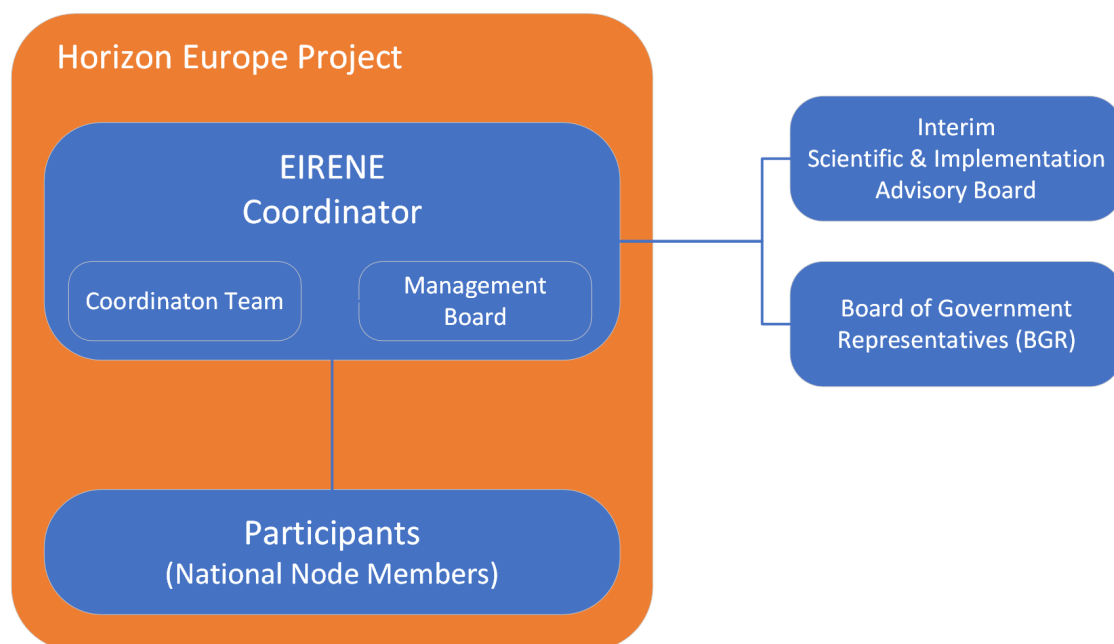 Horizon Europe Project
EIRENE
Coordinator
Coordinaton Team
Management
Board
Participants
(National Node Members)
Interim
Scientific & Implementation
Advisory Board
Board of Government
Representatives (BGR)